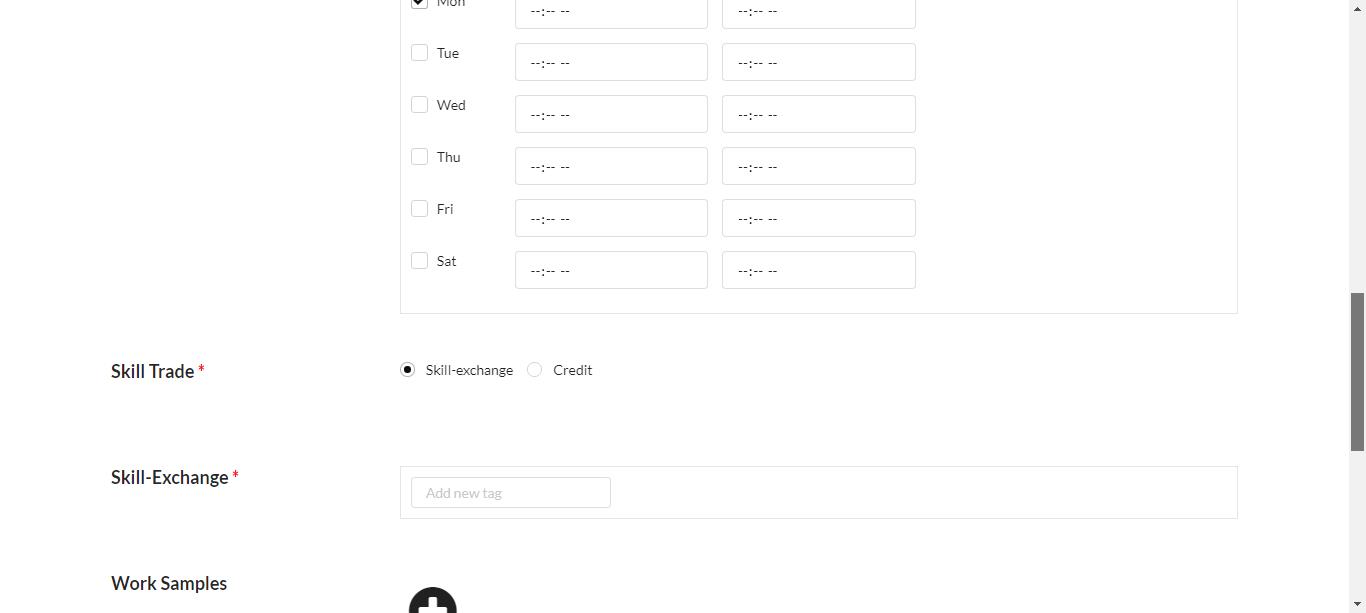 Mon --:-- -- --:-- --
Tue --:-- -- --:-- --
Wed --:-- -- --:-- --
Thu --:-- -- --:-- --
Fri --:-- -- --:-- --
Sat --:-- -- --:-- --
Skill Trade * Skill-exchange Credit
Skill-Exchange * Add new tag
Work Samples